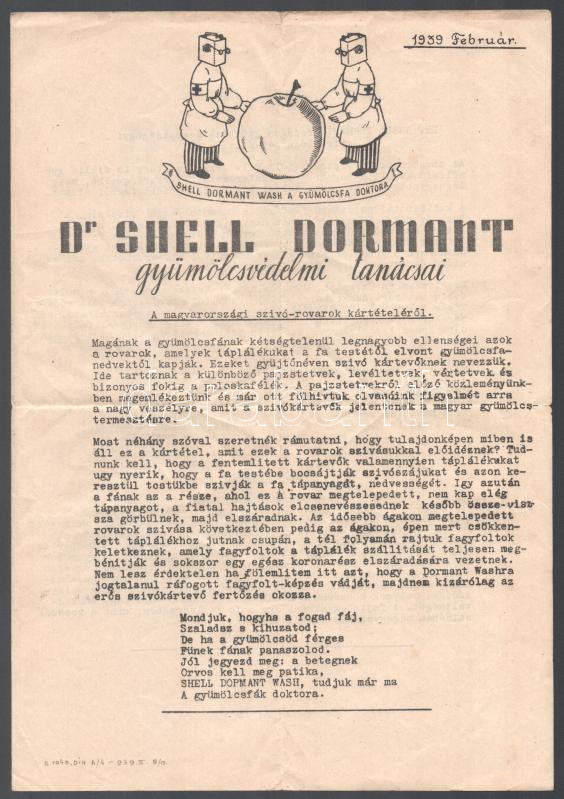 1939 Február.
SHELL DORMANT WASH A GYÜMÖLCSFA DOKTORA
Dr SHELL DORMANT
gyümölcsvédelmi tanácsai
A magyarországi szivó-rovarok kártételéről.
Magának a gyümölcsfának kétségtelenül legnagyobb ellenségei azok
a rovarok, amelyek táplálékukat a fa testétől elvont gyümölcsfa-
nedvektől kapják. Ezeket gyüjtőnéven szivó kártevőknek nevezzük.
Ide tartoznak a különböző pajzstetvek, levéltetvek, vértetvek és
bizonyos fokig a poloskafélék. A pajzstetvekről előző közleményünk-
ben megemlékeztünk és már ott fölhivtuk olvasóink figyelmét arra
a nagy veszélyre, amit a szivókártevők jelentenek a magyar gyümölcs-
termesztésre.
Most néhány szóval szeretnék rámutatni, hogy tulajdonképen miben is
áll ez a kártétel, amit ezek a rovarok szivásukkal előidéznek? Tud-
nunk kell, hogy a fentemlitett kártevők valamennyien táplálékukat
ugy nyerik, hogy a fa testébe bocsájtják szivószájukat és azon ke-
resztül testükbe szivják a fa tápanyagát, nedvességét. Igy azután
a fának az a része, ahol ez a rovar megtelepedett, nem kap elég
tápanyagot, a fiatal hajtások elcsenevészesednek később össze-visz
sza görbülnek, majd elszáradnak. Az idősebb ágakon megtelepedett
rovarok szivása következtében pedig az ágakon, épen mert csökken-
tett táplálékhoz jutnak csupán, a tél folyamán rajtuk fagyfoltok
keletkeznek, amely fagyfoltok a táplálék szállitását teljesen meg-
bénitják és sokszor egy egész koronarész elszáradására vezetnek.
Nem lesz érdektelen ha fölemlitem itt azt, hogy a Dormant Washra
jogtalanul ráfogott fagyfolt-képzés vádját, majdnem kizárólag az
erős szivókártevő fertőzés okozza.
Mondjuk, hogyha a fogad fáj,
Szaladsz s kihuzatod;
De ha a gyümölcsöd férges
Fünek fának panaszolod.
Jól jegyezd meg: a betegnek
Orvos kell meg patika,
SHELL DOPMANT WASH, tudjuk már ma
A gyümölcsfák doktora.